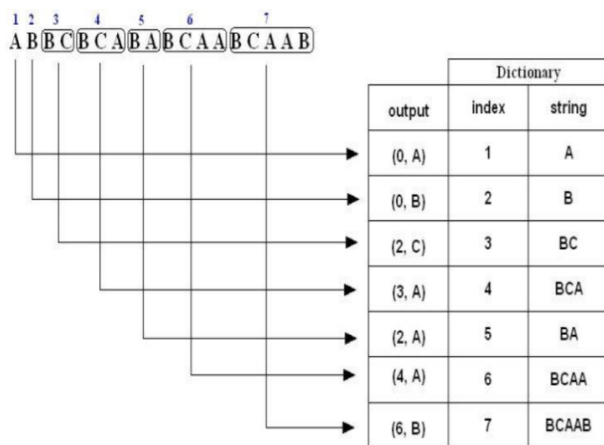 1 2 3 4 5 6 7
A B B C B C A B A B C A A B C A A B
Dictionary
output index string
(0, A) 1 A
(0, B) 2 B
(2, C) 3 BC
(3, A) 4 BCA
(2, A) 5 BA
(4, A) 6 BCAA
(6, B) 7 BCAAB